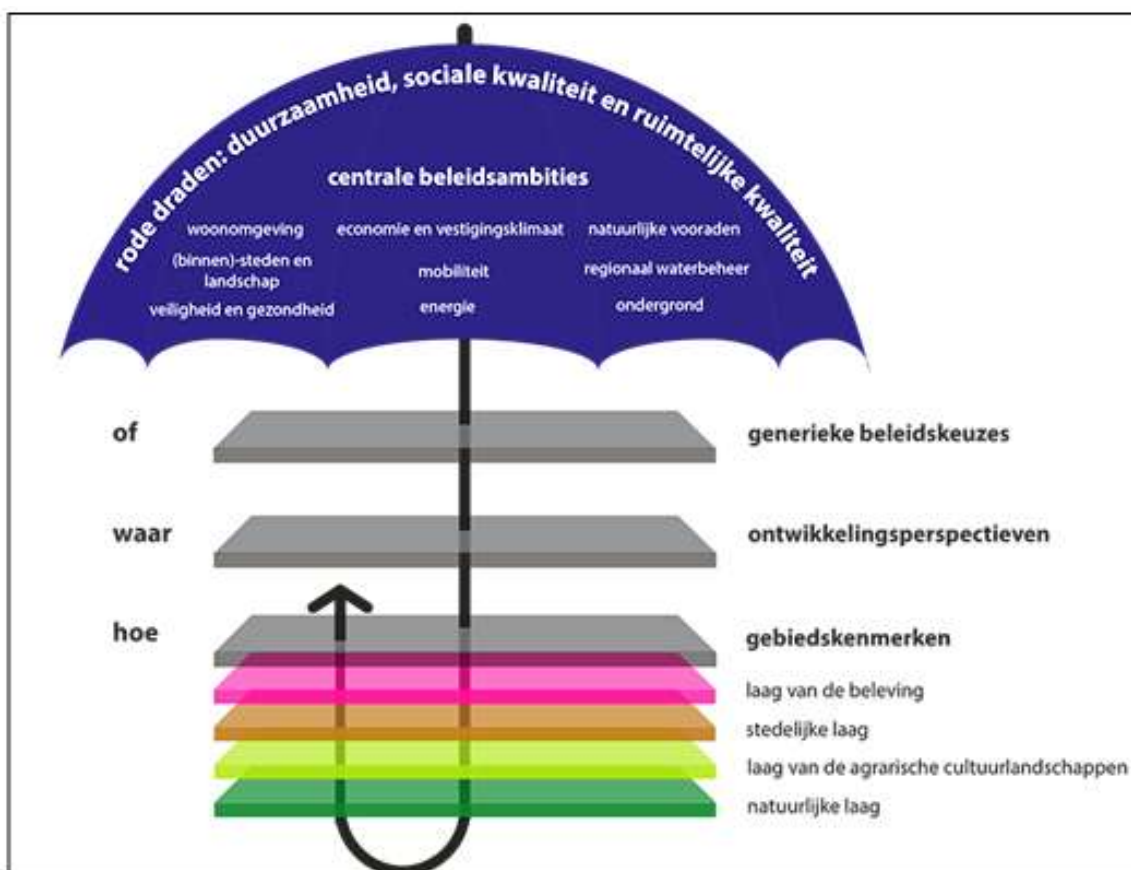 rode draden: duurzaamheid, sociale kwaliteit en ruimtelijke kwaliteit
centrale beleidsambities
woonomgeving
economie en vestigingsklimaat
natuurlijke vooraden
(binnen)-steden en
landschap
mobiliteit
regionaal waterbeheer
veiligheid en gezondheid
energie
ondergrond
of
generieke beleidskeuzes
waar
ontwikkelingsperspectieven
hoe
gebiedskenmerken
laag van de beleving
stedelijke laag
laag van de agrarische cultuurlandschappen
natuurlijke laag